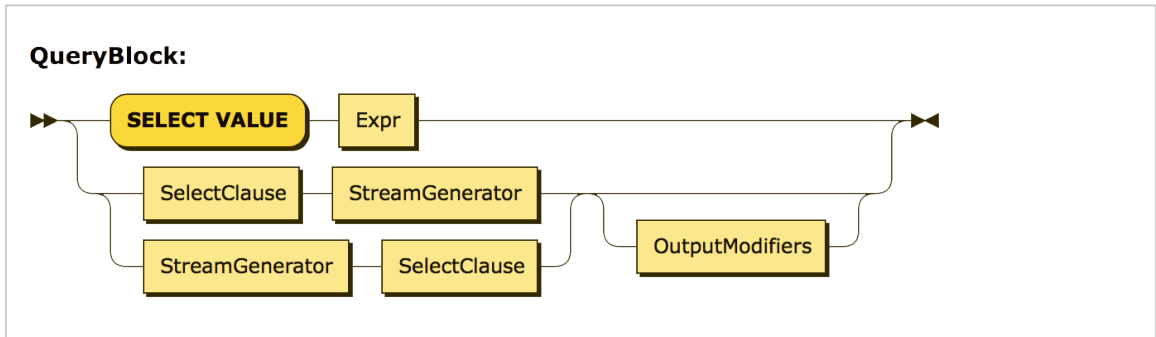 QueryBlock:
SELECT VALUE Expr
SelectClause StreamGenerator
StreamGenerator SelectClause OutputModifiers